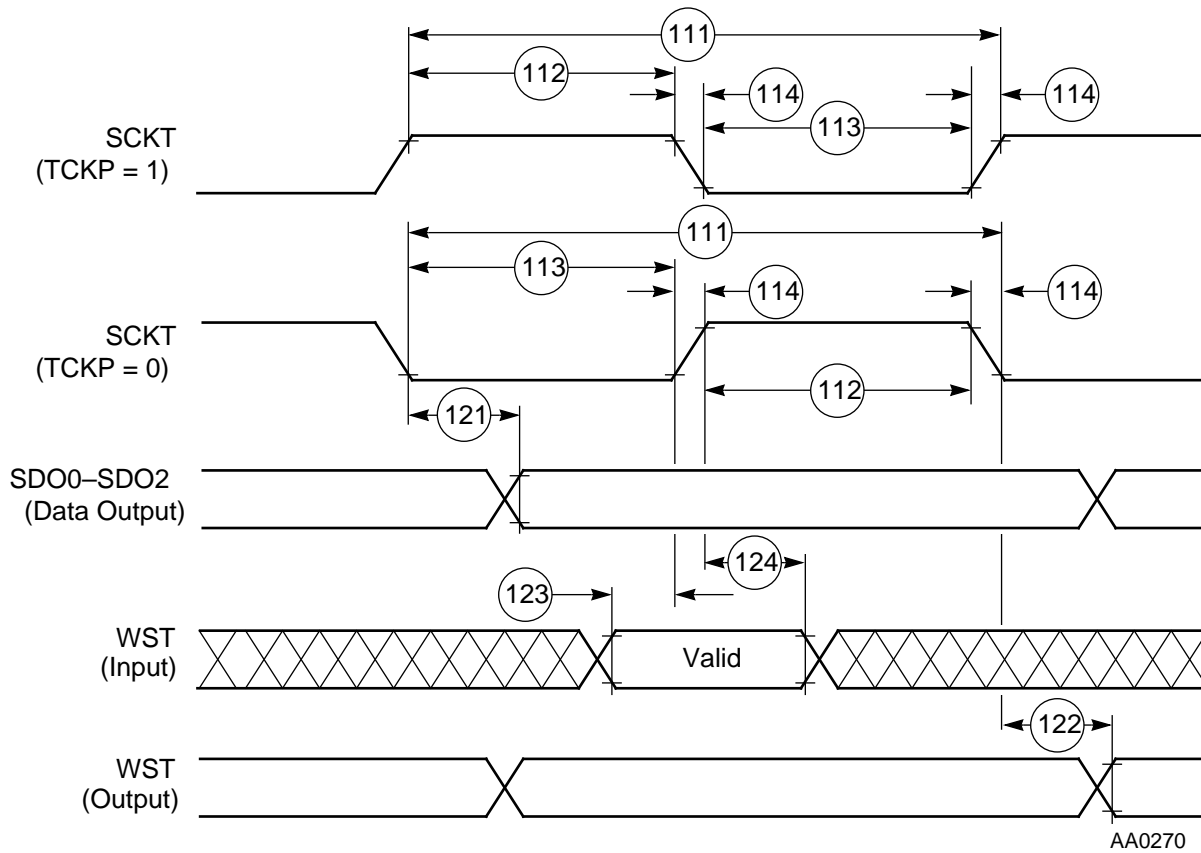 111
112
114
114
113
SCKT
(TCKP = 1)
111
113
114
114
SCKT
(TCKP = 0)
112
121
SDO0–SDO2
(Data Output)
124
123
WST
(Input)
Valid
122
WST
(Output)
AA0270